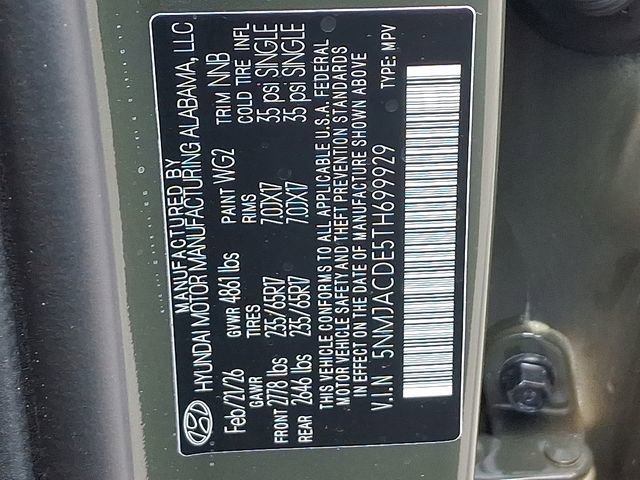 MANUFACTURED BY
HYUNDAI MOTOR MANUFACTURING ALABAMA, LLC
Feb/21/26 GVWR 4861 lbs PAINT WG2 TRIM NNB
GAWR TIRES RIMS COLD TIRE INFL
FRONT 2778 lbs 235/65R17 7.0JX17 35 psi SINGLE
REAR 2646 lbs 235/65R17 7.0JX17 35 psi SINGLE
THIS VEHICLE CONFORMS TO ALL APPLICABLE U.S.A. FEDERAL
MOTOR VEHICLE SAFETY AND THEFT PREVENTION STANDARDS
IN EFFECT ON THE DATE OF MANUFACTURE SHOWN ABOVE
V.I.N : 5NMJACDE5TH699929 TYPE: MPV